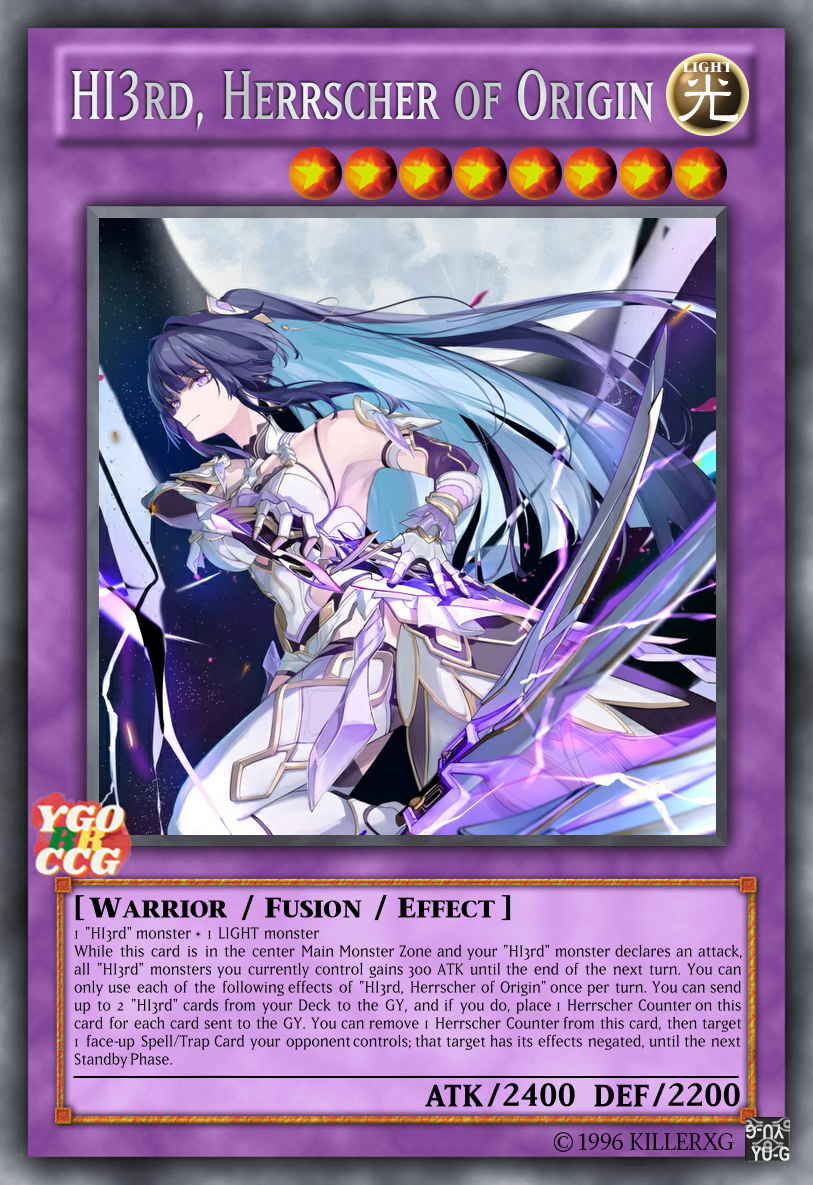 HI3rd, Herrscher of Origin
LIGHT
光
YGO
RR
CCG
[ Warrior / Fusion / Effect ]
1 "HI3rd" monster + 1 LIGHT monster
While this card is in the center Main Monster Zone and your "HI3rd" monster declares an attack,
all "HI3rd" monsters you currently control gains 300 ATK until the end of the next turn. You can
only use each of the following effects of "HI3rd, Herrscher of Origin" once per turn. You can send
up to 2 "HI3rd" cards from your Deck to the GY, and if you do, place 1 Herrscher Counter on this
card for each card sent to the GY. You can remove 1 Herrscher Counter from this card, then target
1 face-up Spell/Trap Card your opponent controls; that target has its effects negated, until the next
Standby Phase.
ATK/2400 DEF/2200
© 1996 KILLERXG
YU-G